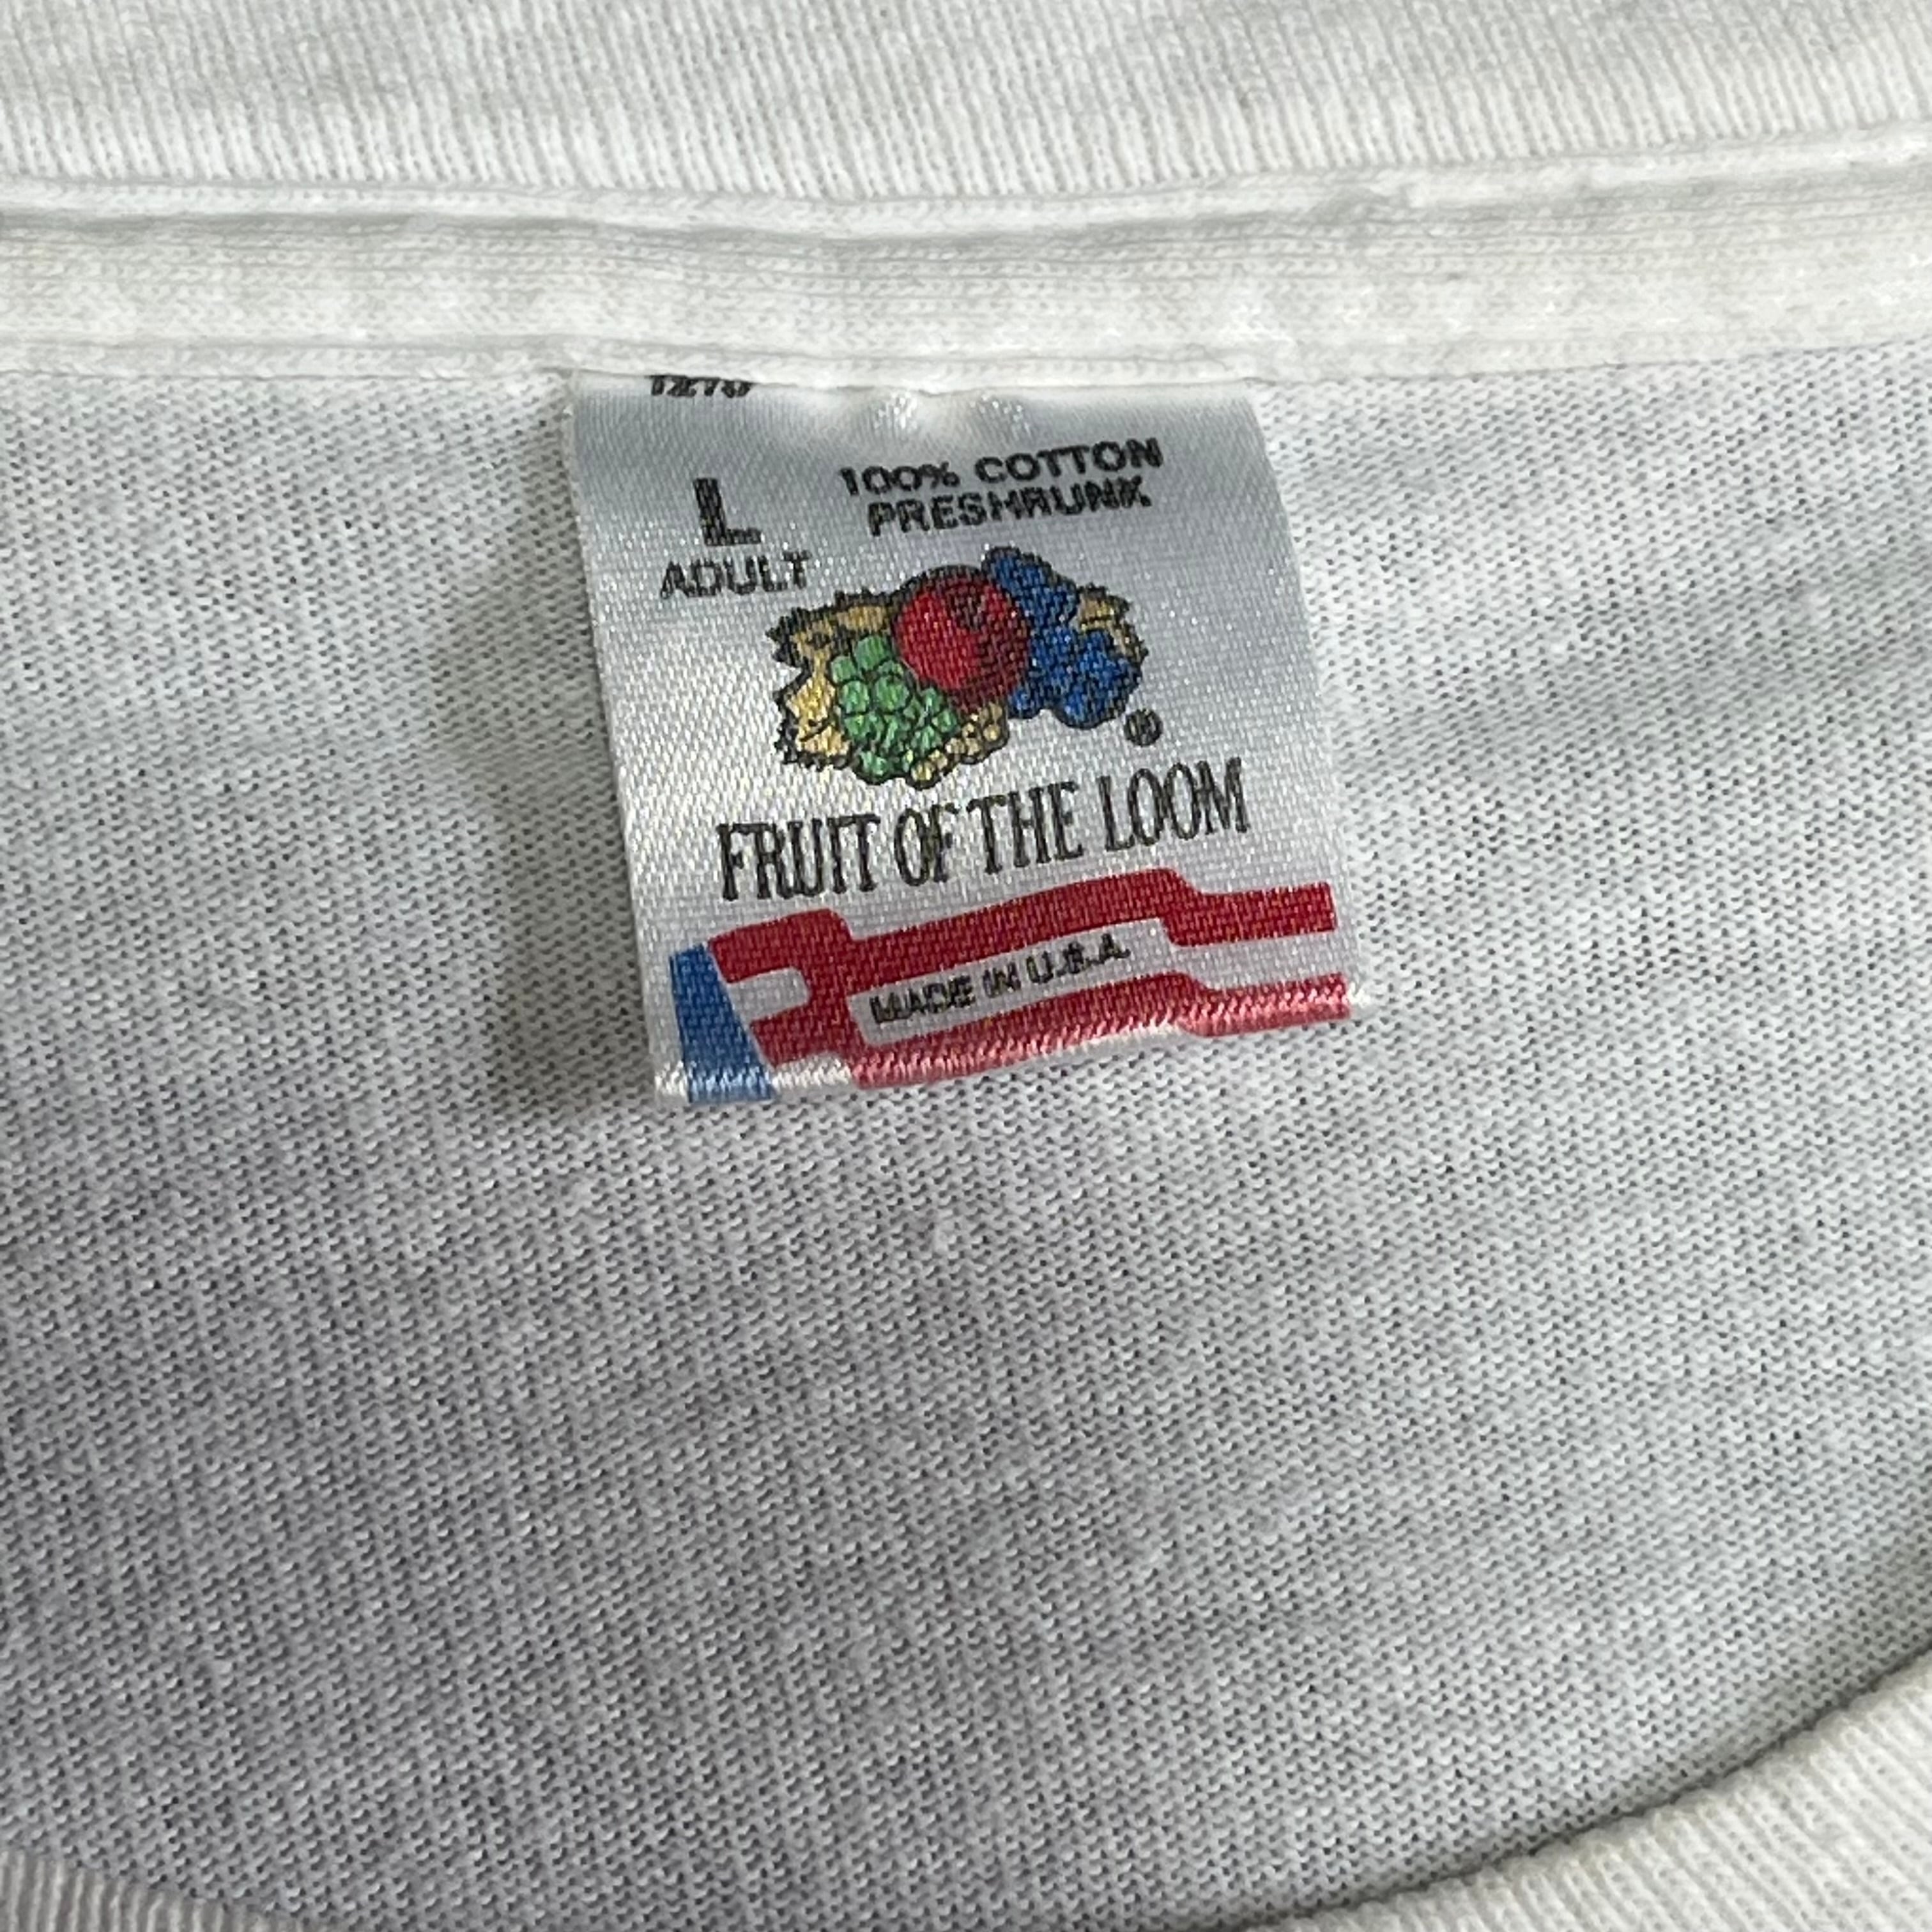 L
100% COTTON
PRESHRUNK
ADULT
®
FRUIT OF THE LOOM
MADE IN U.S.A.